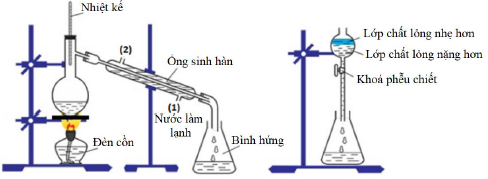 Nhiệt kế
(2)
Ống sinh hàn
(1)
Nước làm
lạnh
Bình hứng
Đèn cồn
Lớp chất lỏng nhẹ hơn
Lớp chất lỏng nặng hơn
Khoá phễu chiết